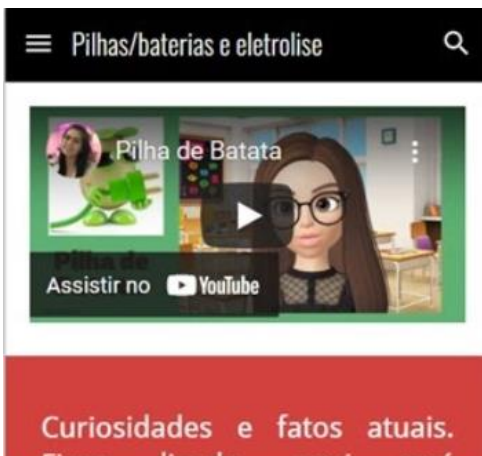 Pilhas/baterias e eletrolise
Pilha de Batata
Pilha de
Assistir no YouTube
Curiosidades e fatos atuais.